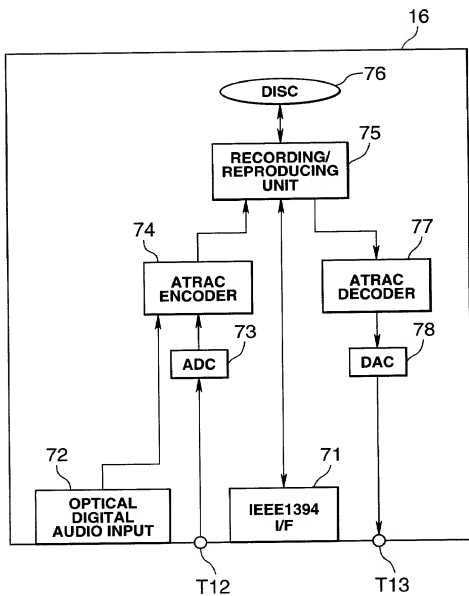 16
76
DISC
75
RECORDING/
REPRODUCING
UNIT
74
77
ATRAC
ENCODER
ATRAC
DECODER
73
78
ADC
DAC
72
71
OPTICAL
DIGITAL
AUDIO INPUT
IEEE1394
I/F
T12
T13